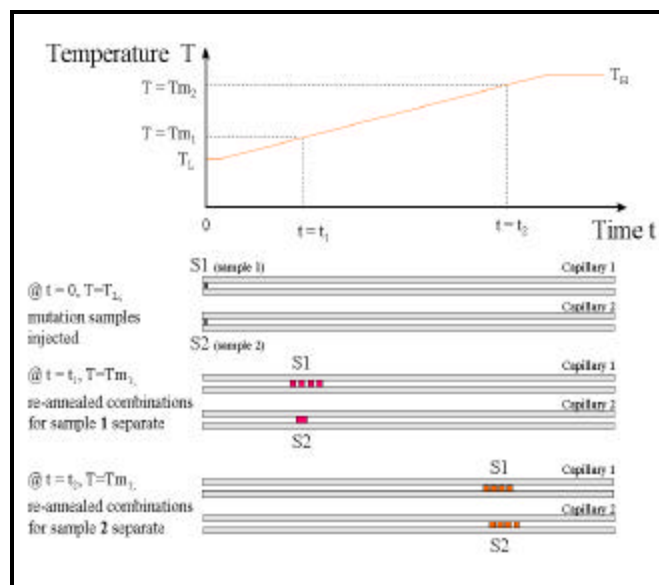 Temperature T
T = Tm2
TH
T = Tm1
TL
0
t = t1
t = t2
Time t
S1 (sample 1)
Capillary 1
@ t = 0, T=TL,
mutation samples
injected
Capillary 2
S2 (sample 2)
S1
@ t = t1, T=Tm1,
Capillary 1
re-annealed combinations
for sample 1 separate
Capillary 2
S2
S1
@ t = t2, T=Tm
Capillary 1
re-annealed combinations
for sample 2 separate
Capillary 2
S2